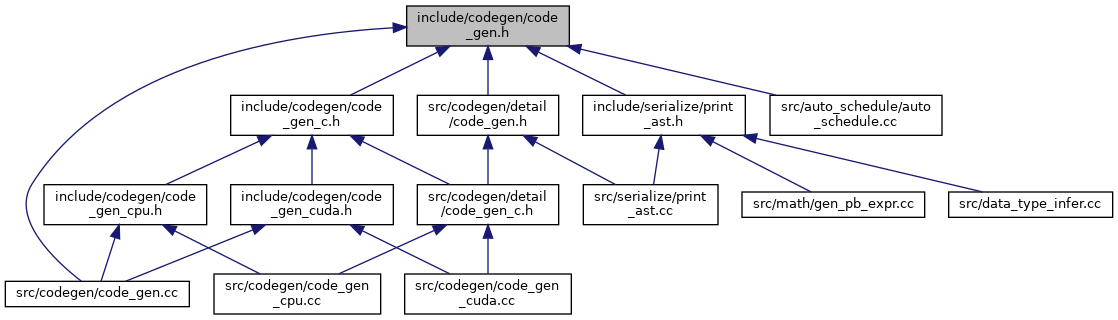 include/codegen/code
_gen.h
include/codegen/code
_gen_c.h
src/codegen/detail
/code_gen.h
include/serialize/print
_ast.h
src/auto_schedule/auto
_schedule.cc
include/codegen/code
_gen_cpu.h
include/codegen/code
_gen_cuda.h
src/codegen/detail
/code_gen_c.h
src/serialize/print
_ast.cc
src/math/gen_pb_expr.cc
src/data_type_infer.cc
src/codegen/code_gen.cc
src/codegen/code_gen
_cpu.cc
src/codegen/code_gen
_cuda.cc